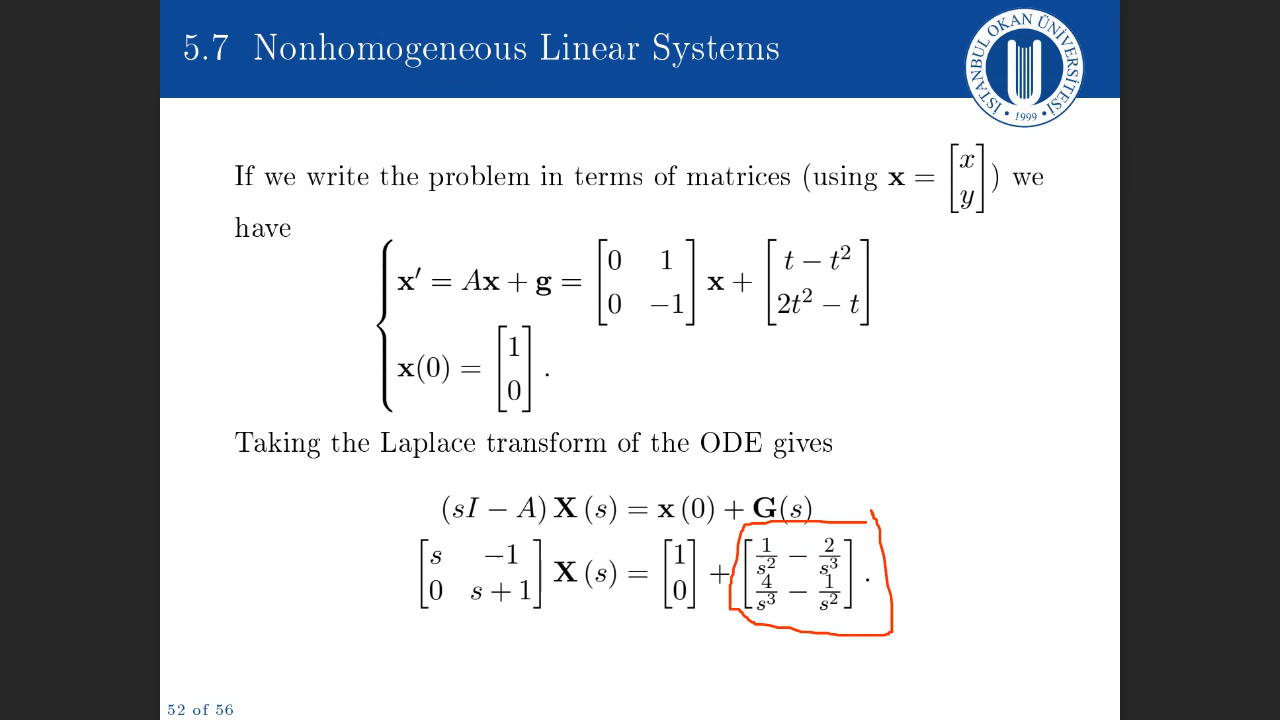 5.7 Nonhomogeneous Linear Systems
İSTANBUL OKAN ÜNİVERSİTESİ
• 1999 •
If we write the problem in terms of matrices (using x = [x; y]) we
have
x′ = Ax + g = [0 1; 0 −1] x + [t − t²; 2t² − t]
x(0) = [1; 0] .
Taking the Laplace transform of the ODE gives
(sI − A) X (s) = x (0) + G(s)
[s −1; 0 s + 1] X (s) = [1; 0] + [1/s² − 2/s³; 4/s³ − 1/s²] .
52 of 56